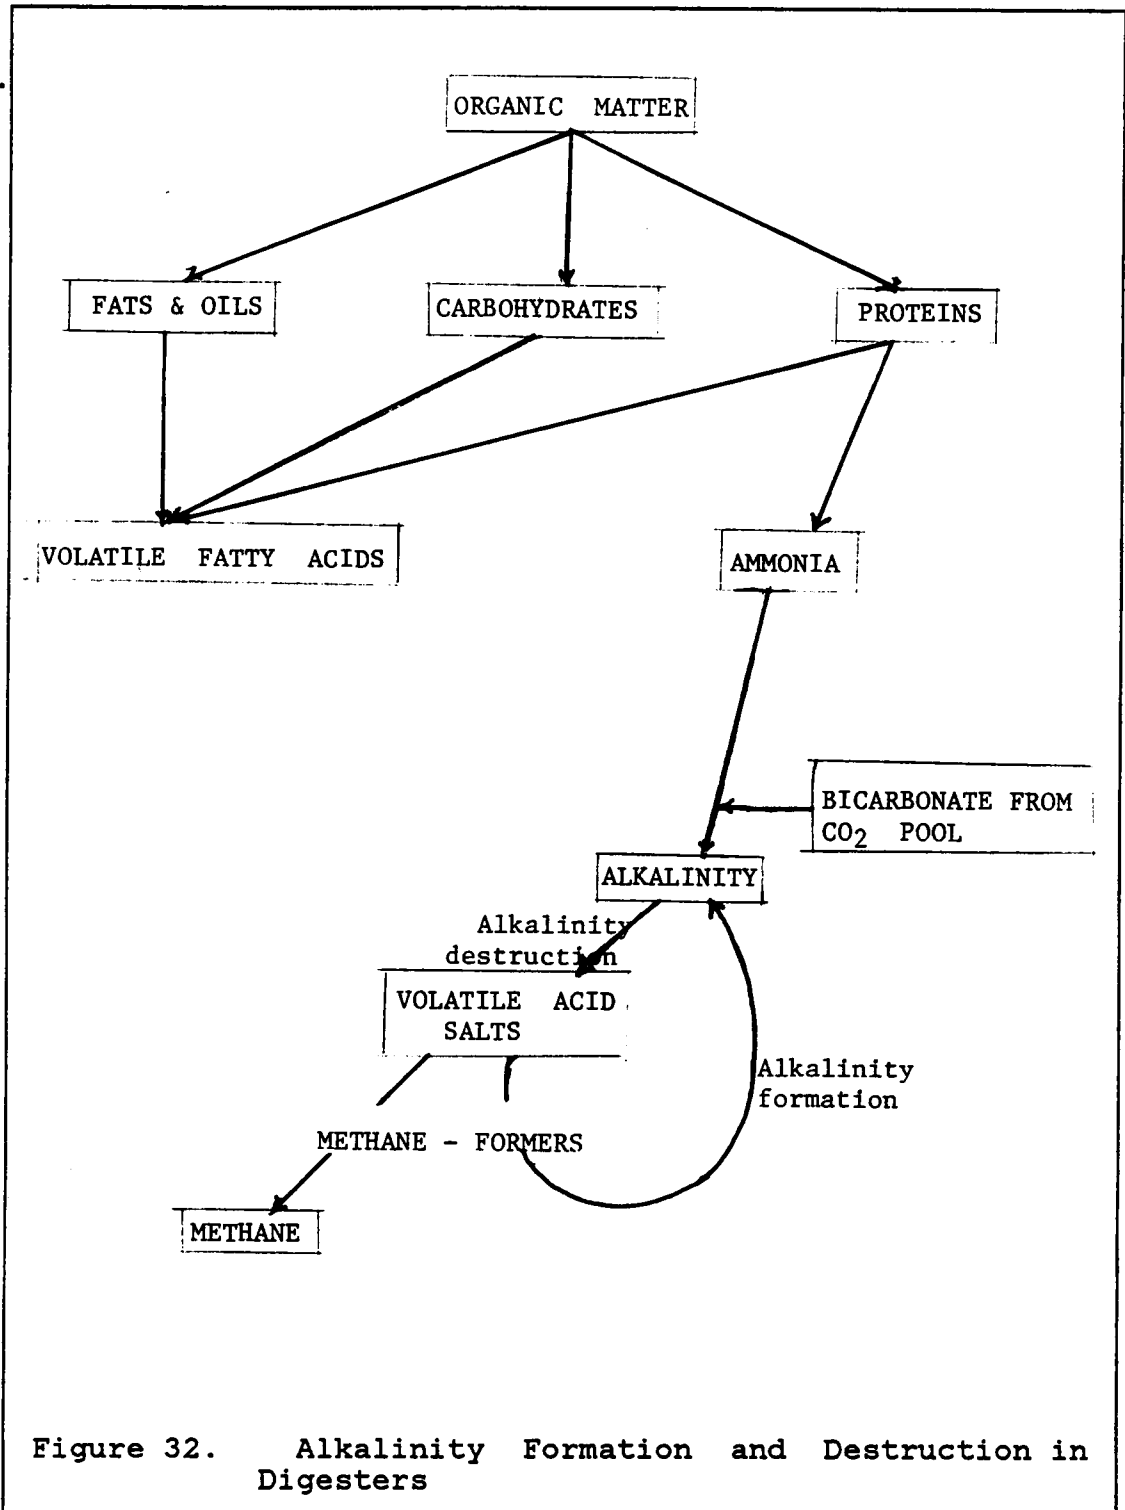 ORGANIC MATTER
FATS & OILS
CARBOHYDRATES
PROTEINS
VOLATILE FATTY ACIDS
AMMONIA
BICARBONATE FROM
CO2 POOL
ALKALINITY
Alkalinity
destruction
VOLATILE ACID
SALTS
Alkalinity
formation
METHANE - FORMERS
METHANE
Figure 32. Alkalinity Formation and Destruction in
Digesters